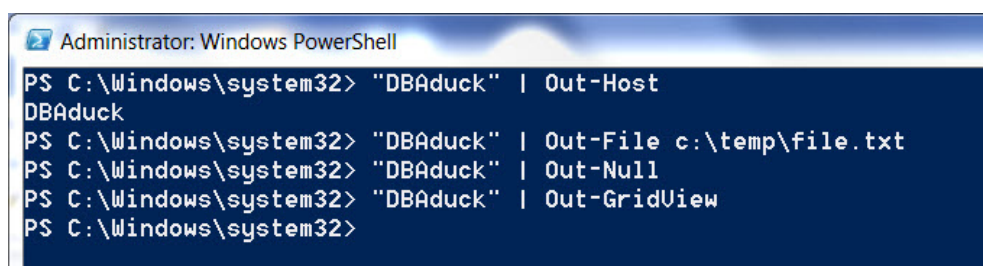 Administrator: Windows PowerShell
PS C:\Windows\system32> "DBAduck" | Out-Host
DBAduck
PS C:\Windows\system32> "DBAduck" | Out-File c:\temp\file.txt
PS C:\Windows\system32> "DBAduck" | Out-Null
PS C:\Windows\system32> "DBAduck" | Out-GridView
PS C:\Windows\system32>